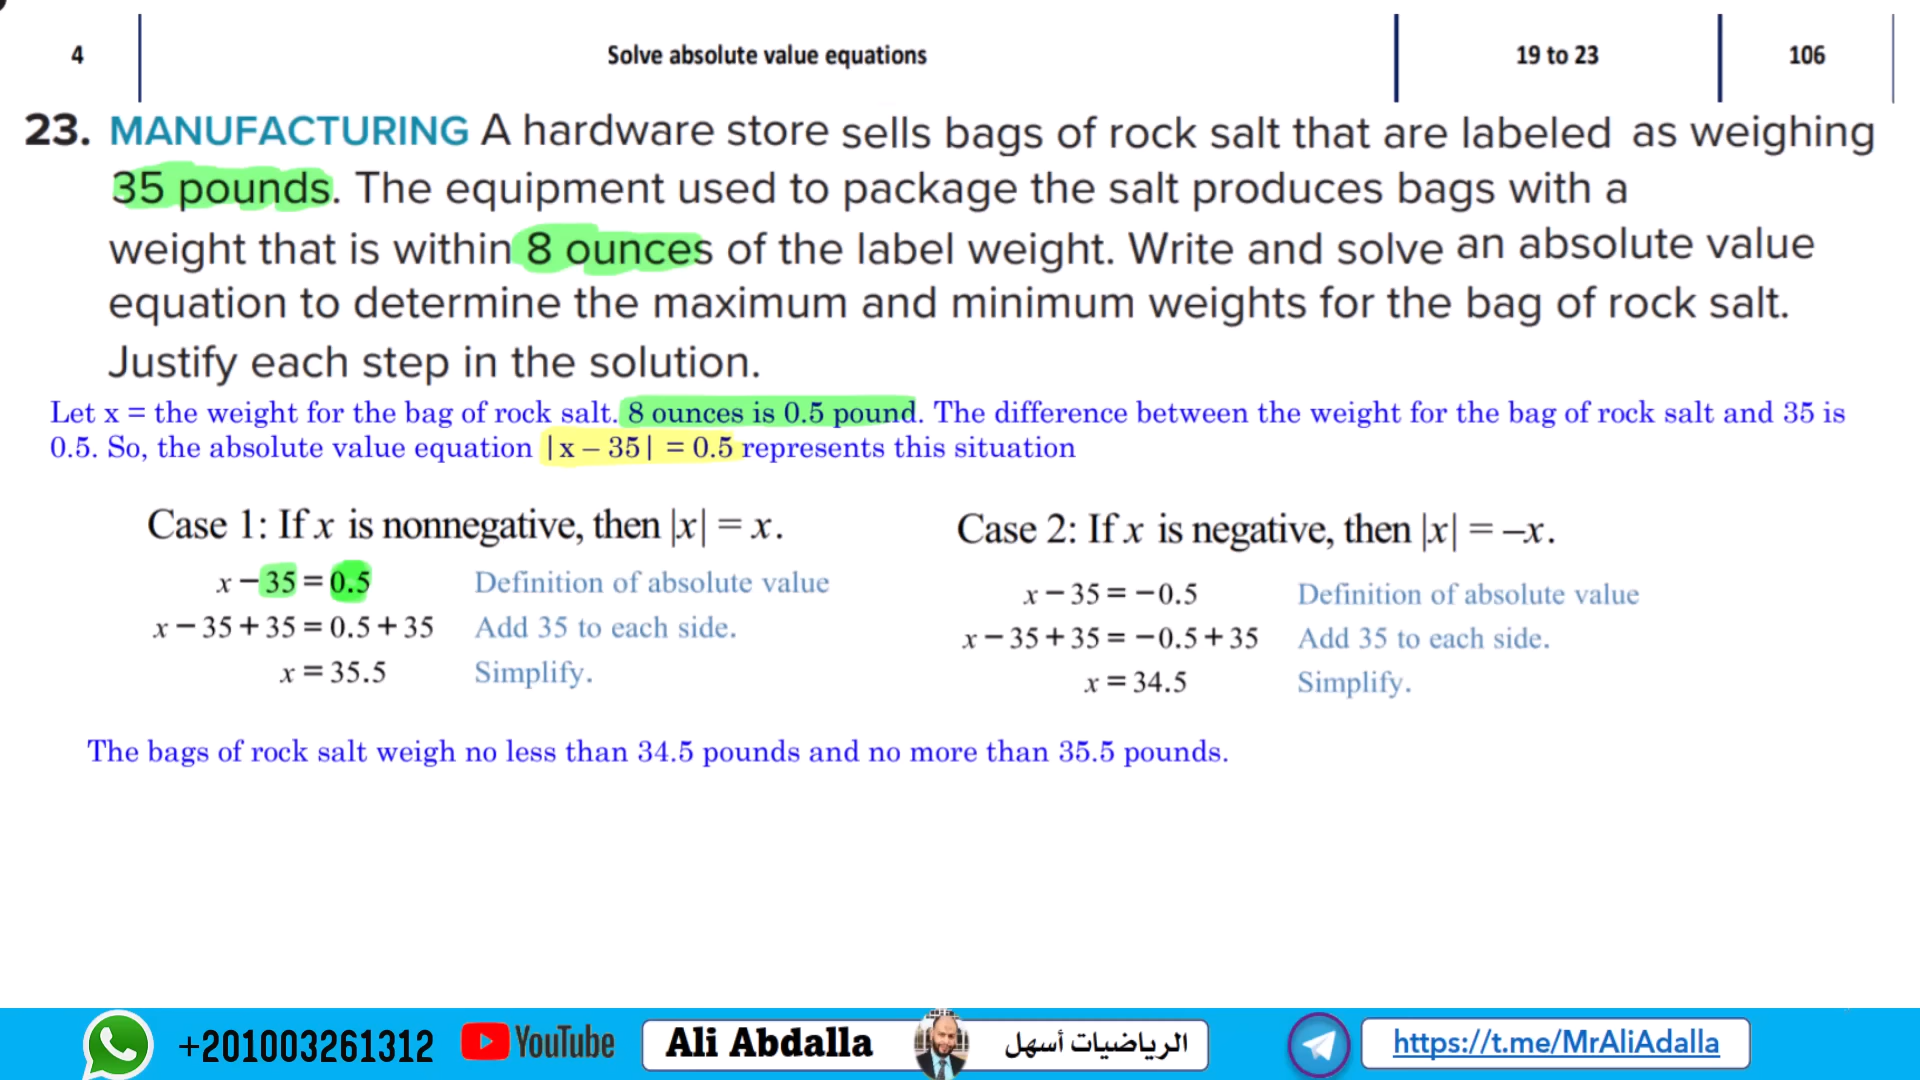 4 Solve absolute value equations 19 to 23 106
23. MANUFACTURING A hardware store sells bags of rock salt that are labeled as weighing
35 pounds. The equipment used to package the salt produces bags with a
weight that is within 8 ounces of the label weight. Write and solve an absolute value
equation to determine the maximum and minimum weights for the bag of rock salt.
Justify each step in the solution.
Let x = the weight for the bag of rock salt. 8 ounces is 0.5 pound. The difference between the weight for the bag of rock salt and 35 is
0.5. So, the absolute value equation |x – 35| = 0.5 represents this situation
Case 1: If x is nonnegative, then |x| = x.
x − 35 = 0.5 Definition of absolute value
x − 35 + 35 = 0.5 + 35 Add 35 to each side.
x = 35.5 Simplify.
Case 2: If x is negative, then |x| = –x.
x − 35 = −0.5 Definition of absolute value
x − 35 + 35 = −0.5 + 35 Add 35 to each side.
x = 34.5 Simplify.
The bags of rock salt weigh no less than 34.5 pounds and no more than 35.5 pounds.
+201003261312 YouTube Ali Abdalla الرياضيات أسهل https://t.me/MrAliAdalla